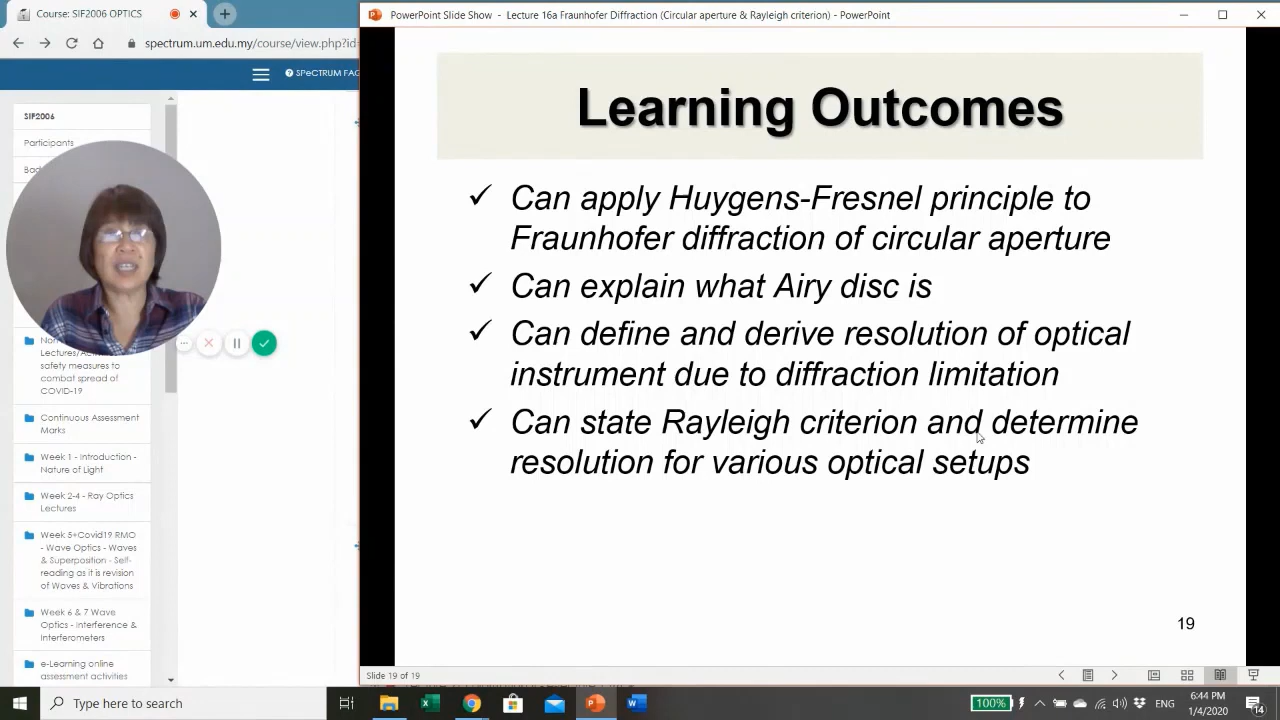 Course: SIF2006 OPTICS
PowerPoint Slide Show - Lecture 16a Fraunhofer Diffraction (Circular aperture & Rayleigh criterion) - PowerPoint
spectrum.um.edu.my/course/view.php?id=
SPeCTRUM FAQ
SIF2006
Participants
Learning Outcomes
✓ Can apply Huygens-Fresnel principle to
Fraunhofer diffraction of circular aperture
✓ Can explain what Airy disc is
✓ Can define and derive resolution of optical
instrument due to diffraction limitation
✓ Can state Rayleigh criterion and determine
resolution for various optical setups
19
Lectures/Acti
safety measures to
combat spread of
COVID-19
Continuous Assessment
Marks
Week 1 - Introduction -
Nature of Light
Week 2-4 - Ray Optics
Lectures
Week 5+Covid19 RMO
- Wave Optics - Waves
& Superposition - Self-
reading as it is revision
of Waves & Vibrations
Week 6 & 7 Wave
Optics - Interference &
Interferometers
e-Learning online
assessment activities
Slide 19 of 19
Type here to search
100%
ENG
6:44 PM
1/4/2020
14